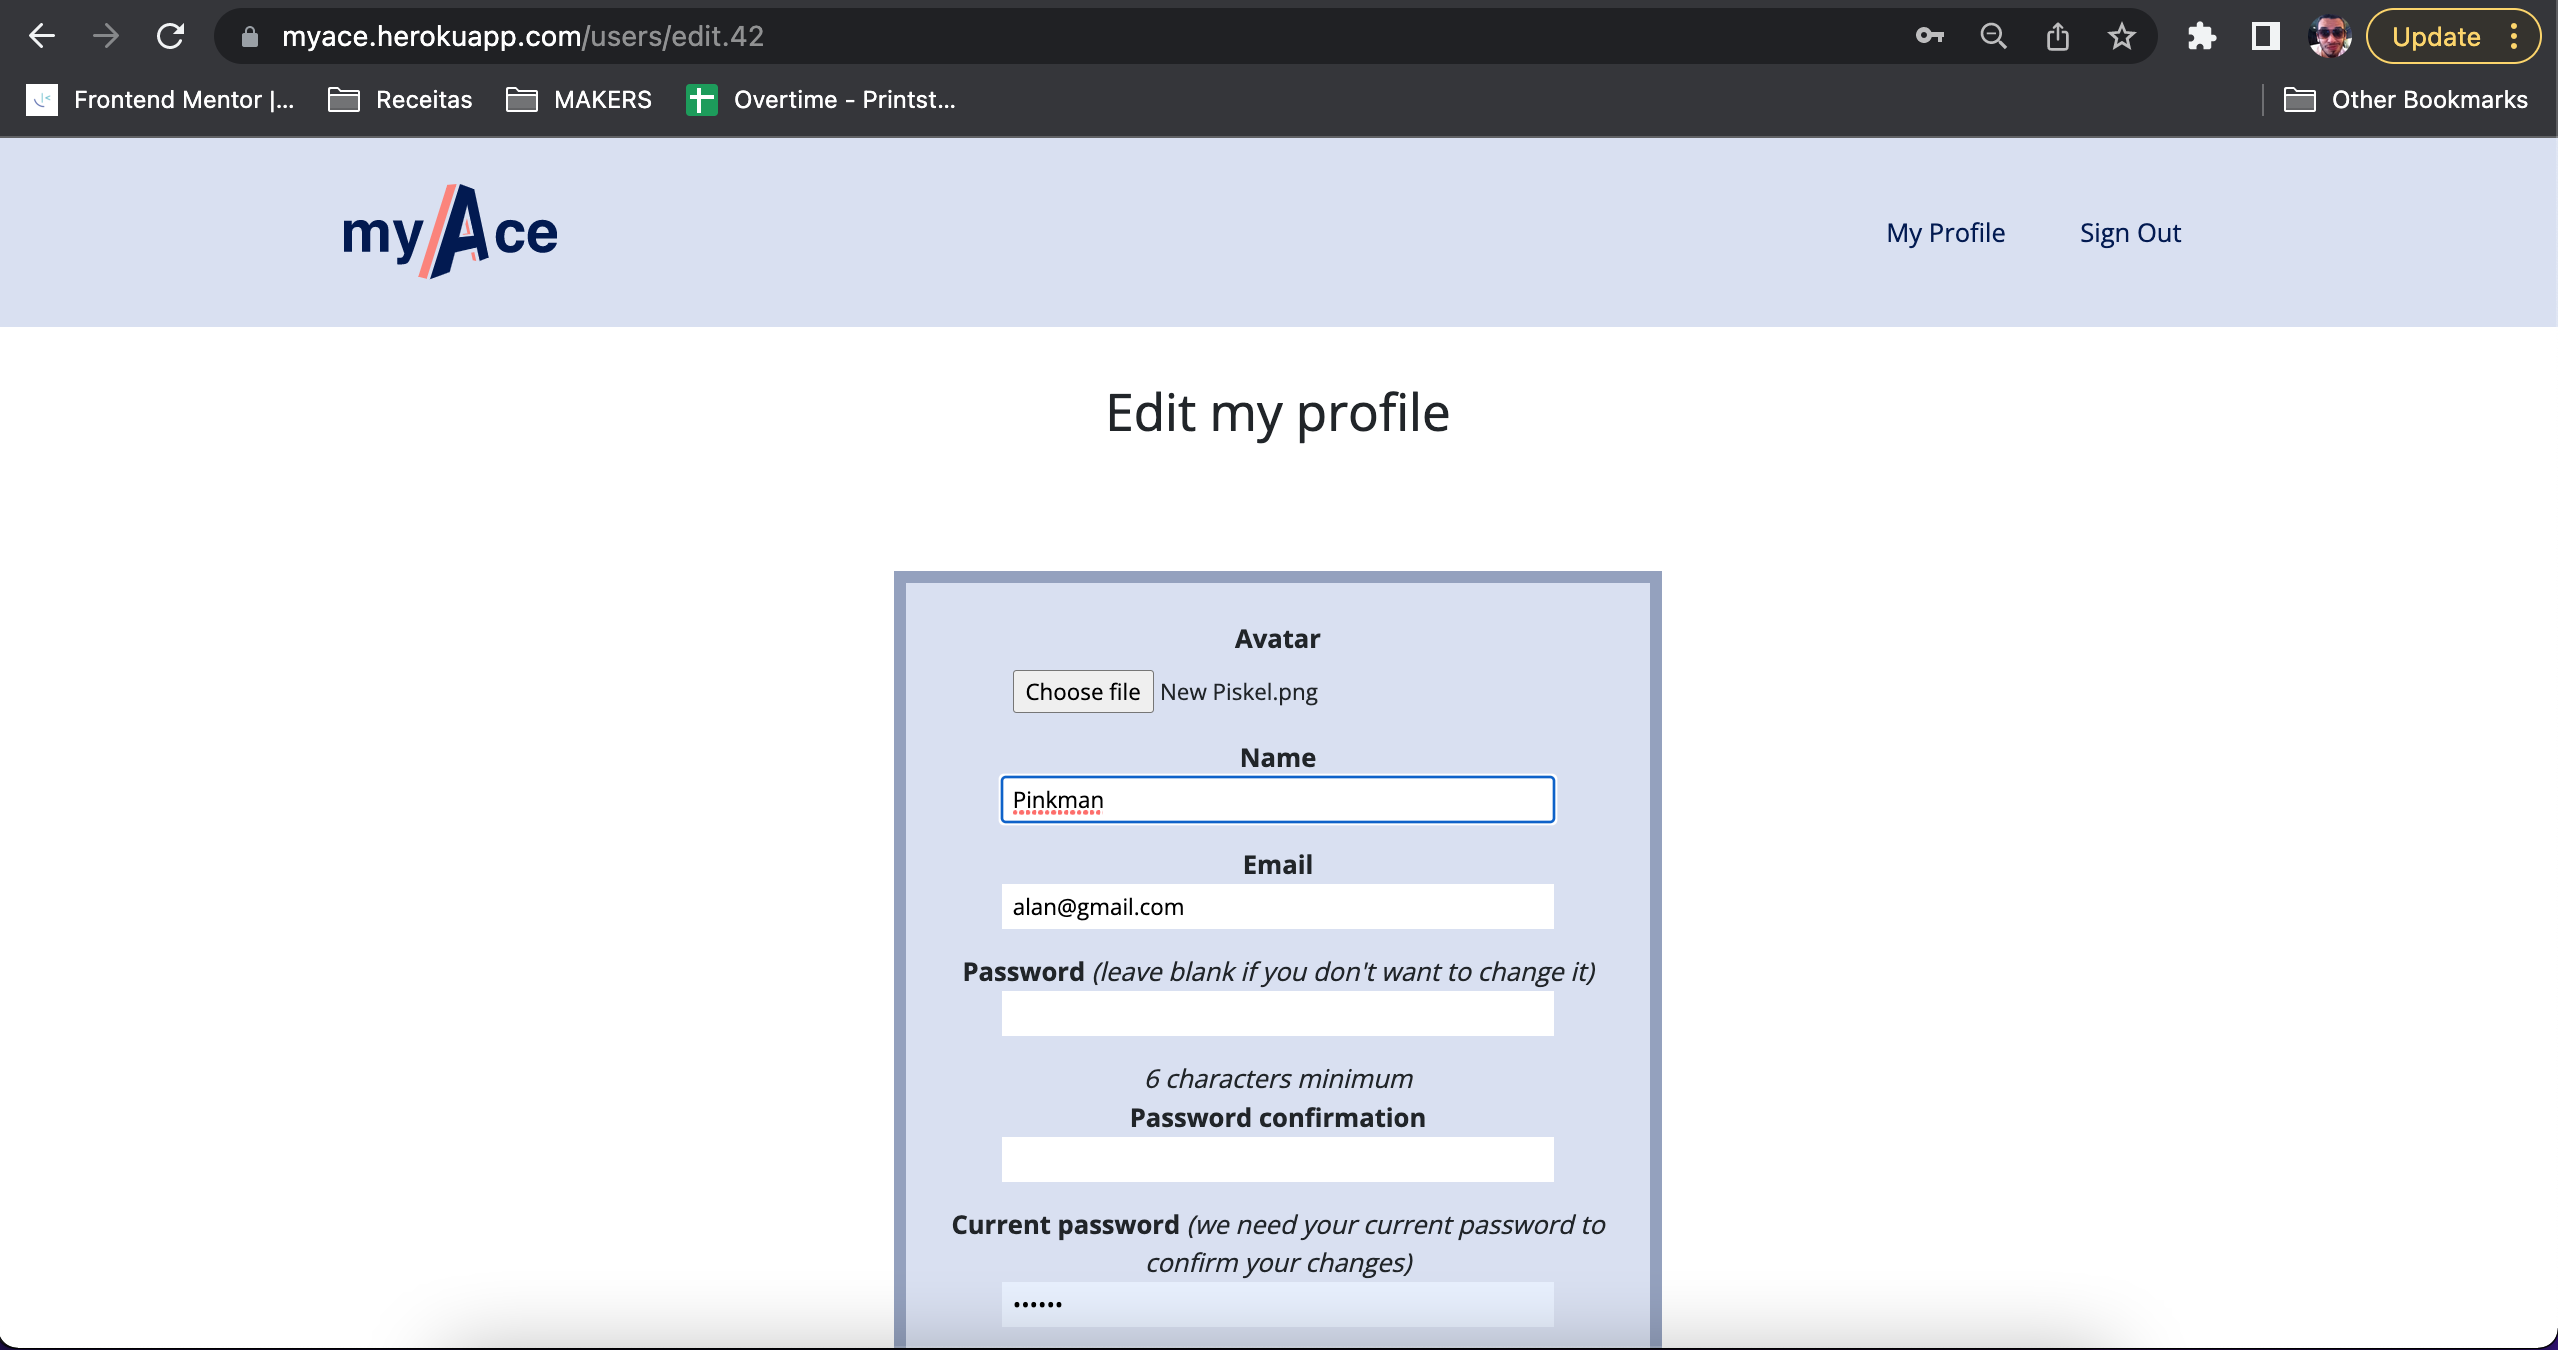 myace.herokuapp.com/users/edit.42
Update
Frontend Mentor |...
Receitas
MAKERS
Overtime - Printst...
Other Bookmarks
myAce
My Profile
Sign Out
Edit my profile
Avatar
Choose file New Piskel.png
Name
Pinkman
Email
alan@gmail.com
Password (leave blank if you don't want to change it)
6 characters minimum
Password confirmation
Current password (we need your current password to
confirm your changes)
••••••